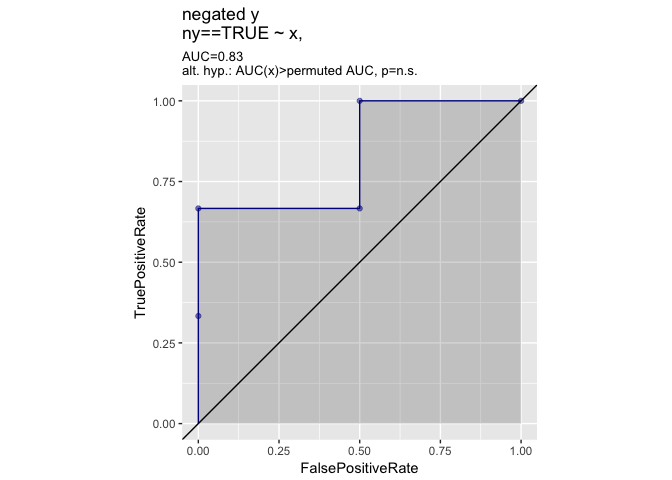 negated y
ny==TRUE ~ x,
AUC=0.83
alt. hyp.: AUC(x)>permuted AUC, p=n.s.
1.00
0.75
0.50
0.25
0.00
TruePositiveRate
0.00 0.25 0.50 0.75 1.00
FalsePositiveRate